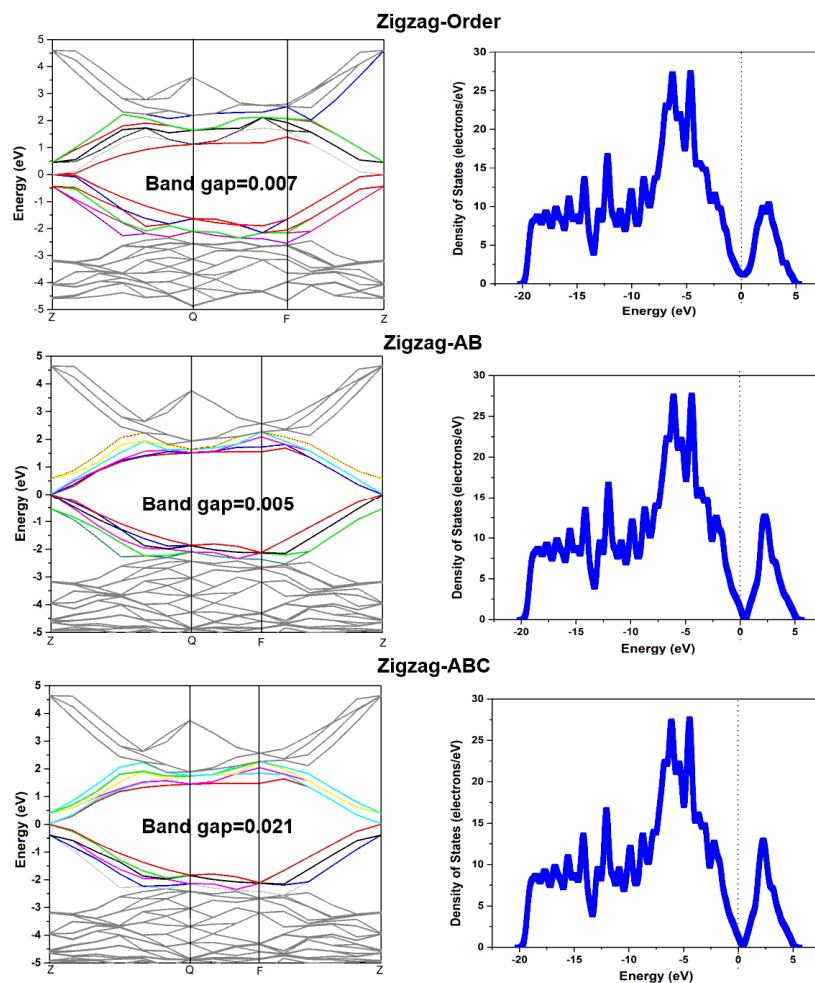 Zigzag-Order
5
4
3
2
1
0
-1
-2
-3
-4
-5
Energy (eV)
Band gap=0.007
Z
Q
F
Z
30
25
20
15
10
5
0
Density of States (electrons/eV)
-20
-15
-10
-5
0
5
Energy (eV)
Zigzag-AB
5
4
3
2
1
0
-1
-2
-3
-4
-5
Energy (eV)
Band gap=0.005
Z
Q
F
Z
30
25
20
15
10
5
0
Density of States (electrons/eV)
-20
-15
-10
-5
0
5
Energy (eV)
Zigzag-ABC
5
4
3
2
1
0
-1
-2
-3
-4
-5
Energy (eV)
Band gap=0.021
Z
Q
F
Z
30
25
20
15
10
5
0
Density of States (electrons/eV)
-20
-15
-10
-5
0
5
Energy (eV)